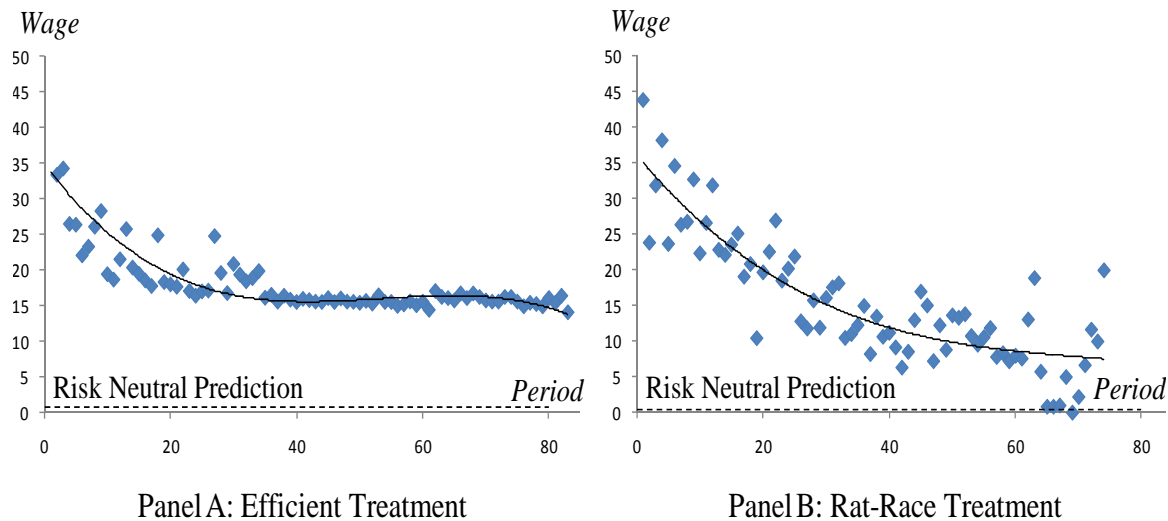 Wage
50
45
40
35
30
25
20
15
10
5
0
Risk Neutral Prediction
Period
0 20 40 60 80
Panel A: Efficient Treatment
Wage
50
45
40
35
30
25
20
15
10
5
0
Risk Neutral Prediction
Period
0 20 40 60 80
Panel B: Rat-Race Treatment